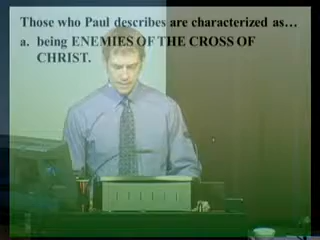 Those who Paul describes are characterized as…
a. being ENEMIES OF THE CROSS OF
CHRIST.